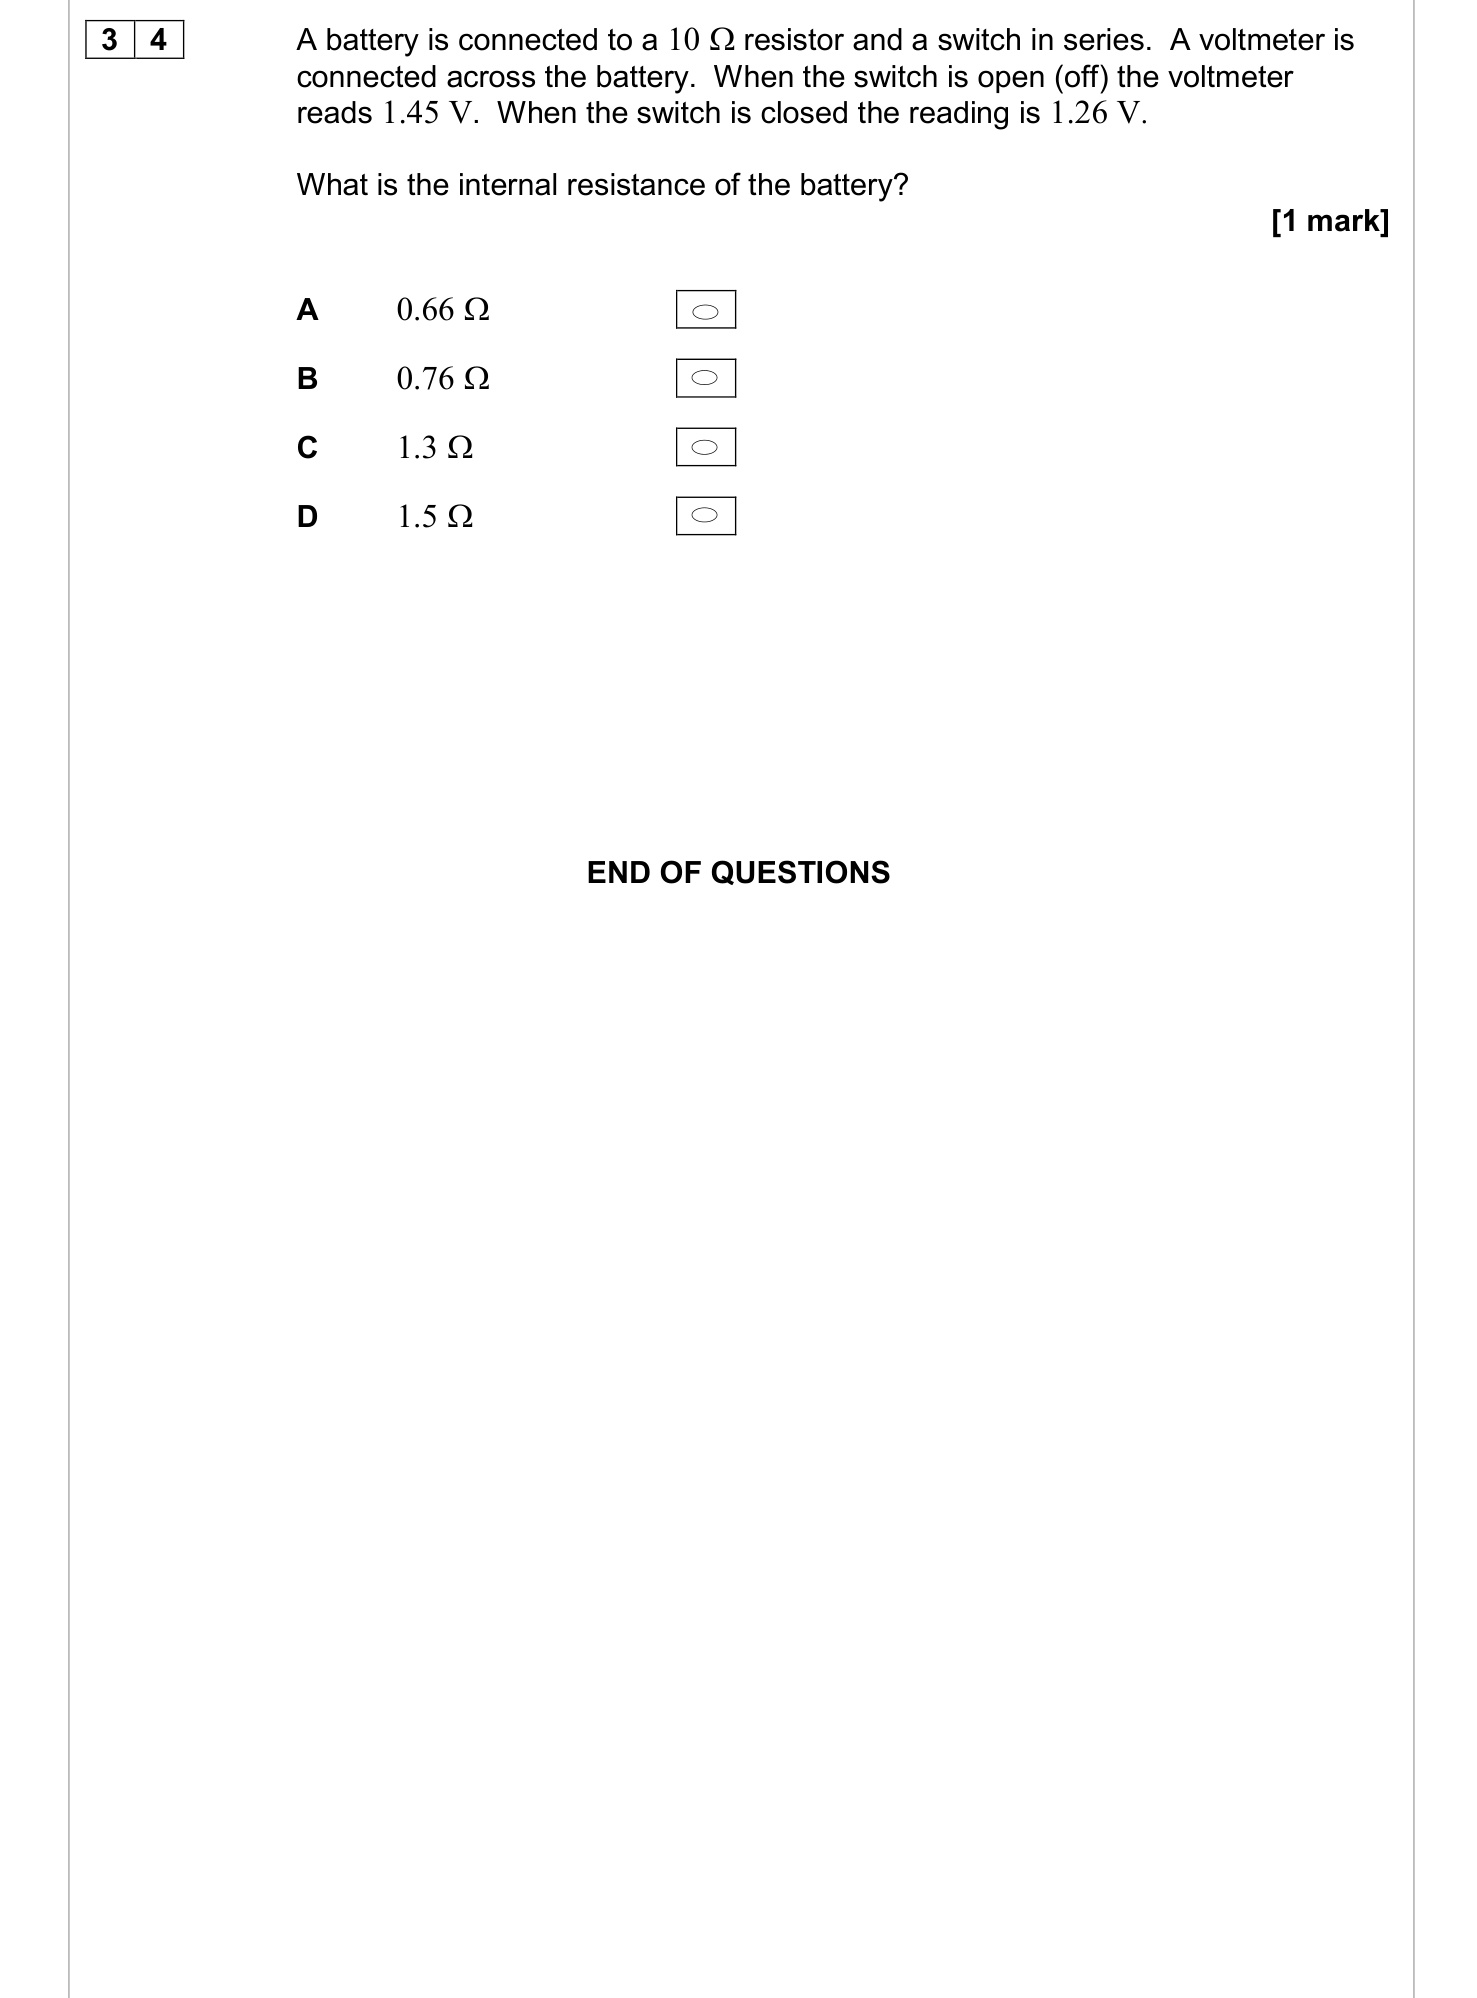 3 4 A battery is connected to a 10 Ω resistor and a switch in series. A voltmeter is
connected across the battery. When the switch is open (off) the voltmeter
reads 1.45 V. When the switch is closed the reading is 1.26 V.
What is the internal resistance of the battery?
[1 mark]
A 0.66 Ω
B 0.76 Ω
C 1.3 Ω
D 1.5 Ω
END OF QUESTIONS